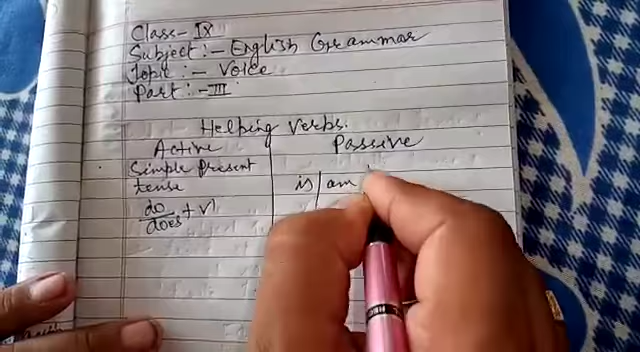 Class - IX
Subject :- English Grammar
Topic :- Voice
Part :- III
Helping Verbs.
Active Passive
Simple Present
tense is/am
do/does + V1